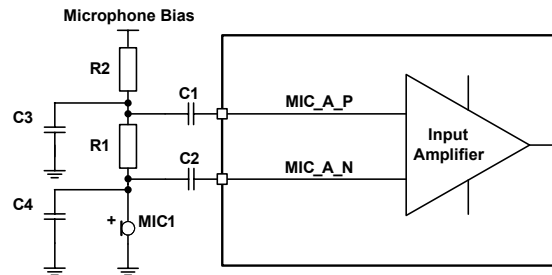 Microphone Bias
R2
C1
C3
MIC_A_P
R1
Input
Amplifier
C2
MIC_A_N
C4
+
MIC1